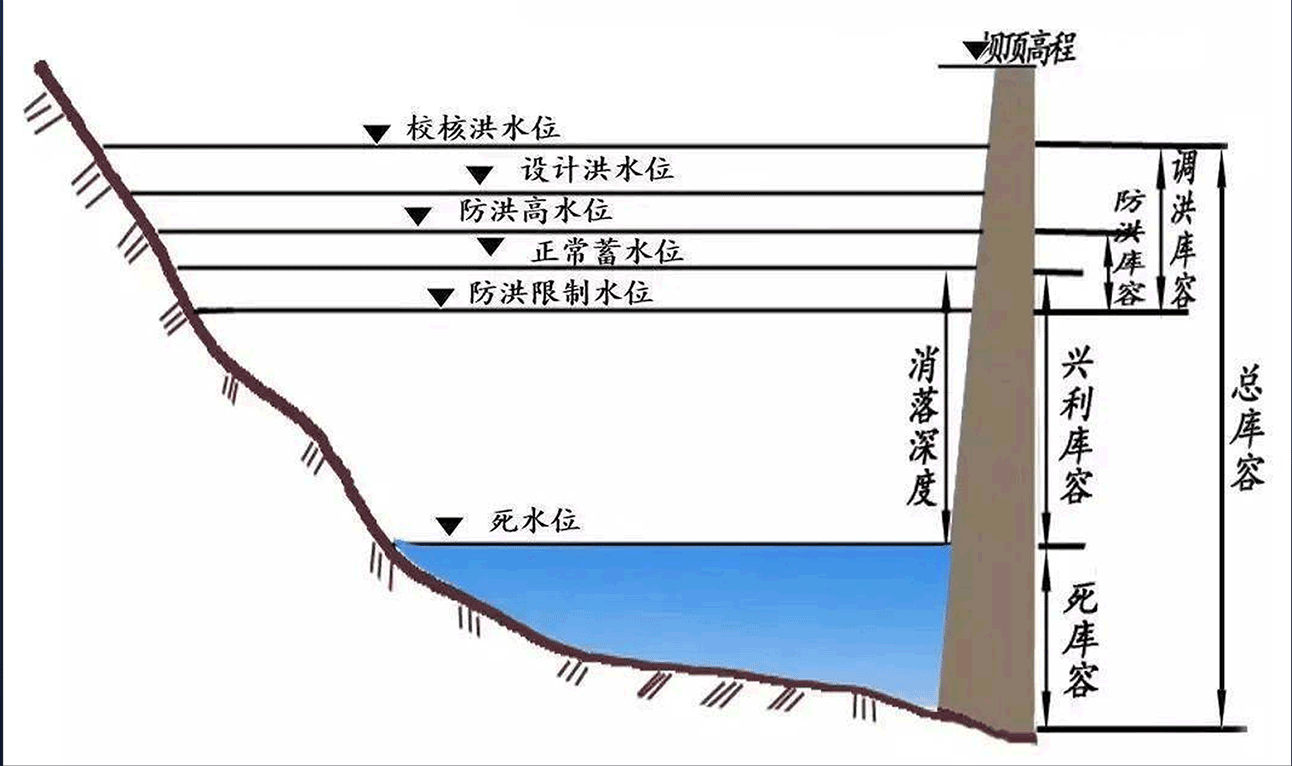 坝顶高程
校核洪水位
设计洪水位
防洪高水位
正常蓄水位
防洪限制水位
调洪库容
防洪库容
消落深度
兴利库容
总库容
死水位
死库容